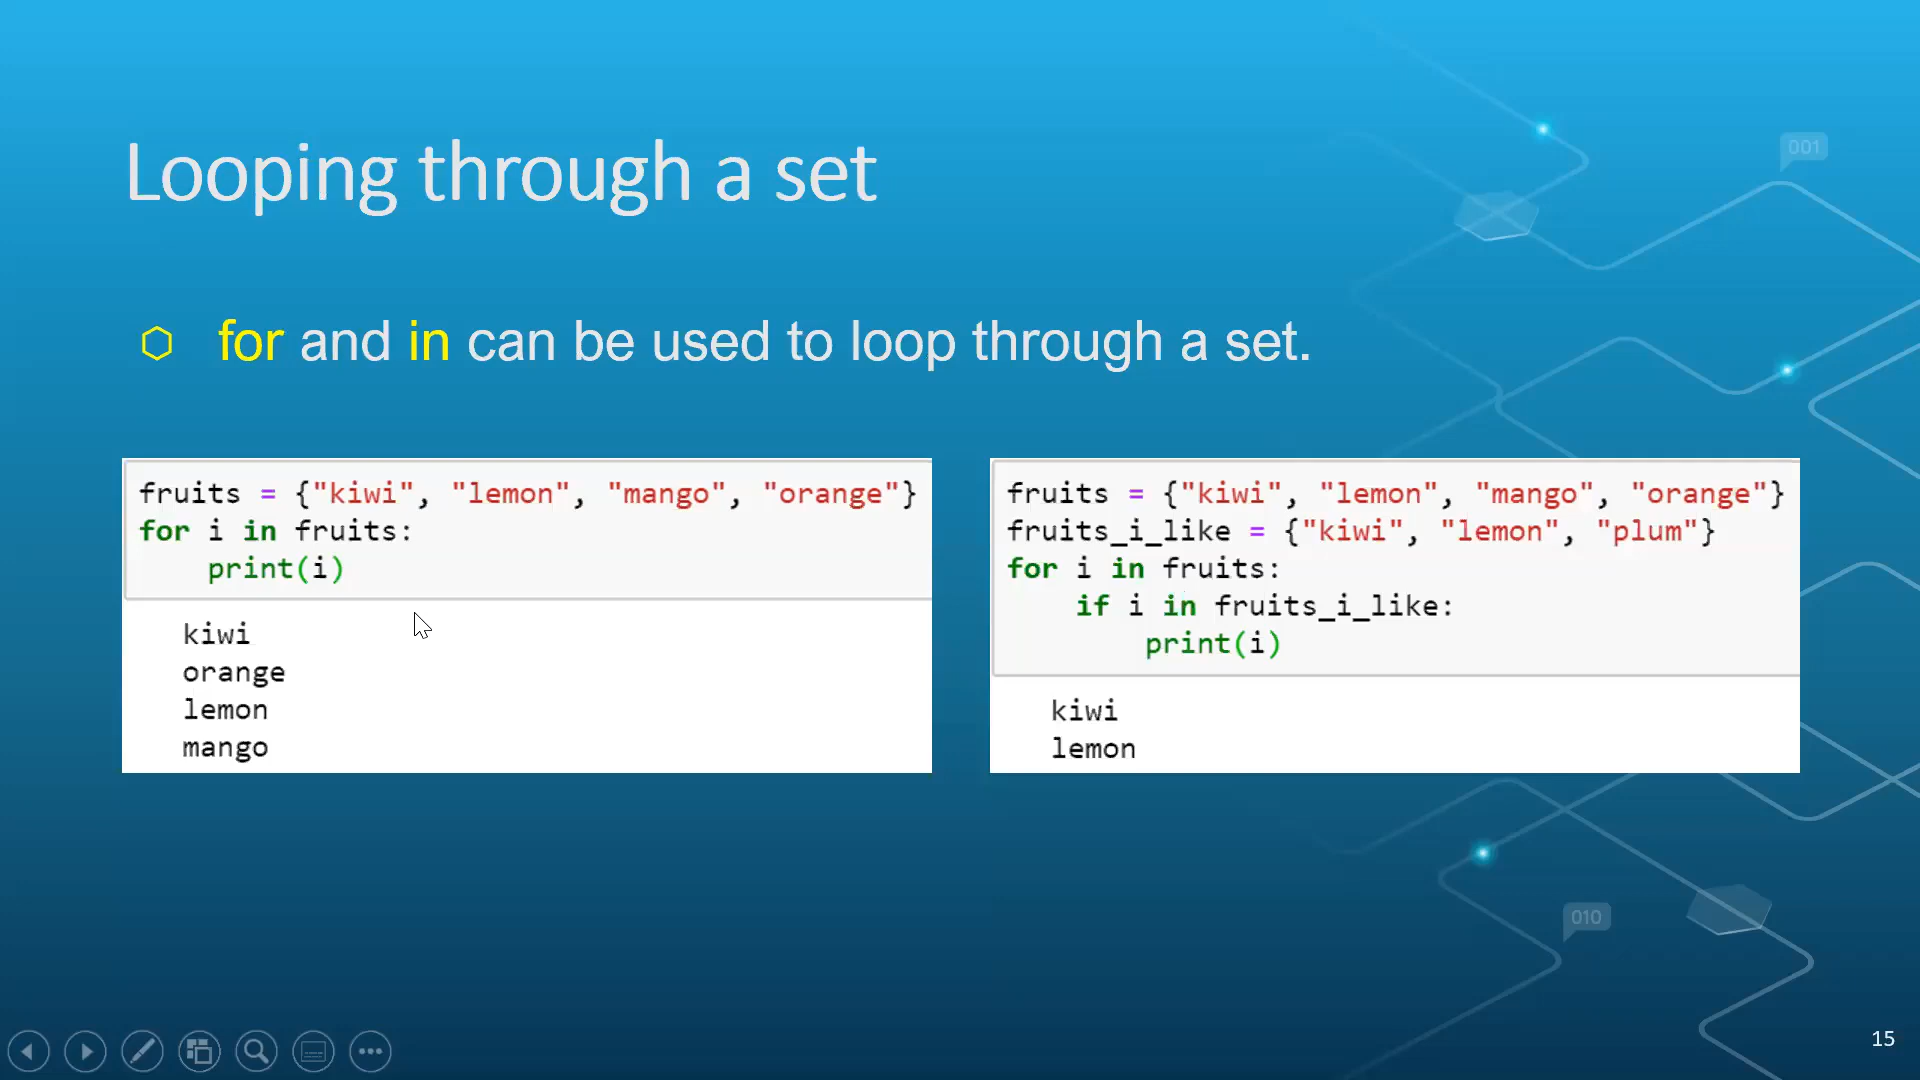 Looping through a set
for and in can be used to loop through a set.
fruits = {"kiwi", "lemon", "mango", "orange"}
for i in fruits:
    print(i)
kiwi
orange
lemon
mango
fruits = {"kiwi", "lemon", "mango", "orange"}
fruits_i_like = {"kiwi", "lemon", "plum"}
for i in fruits:
    if i in fruits_i_like:
        print(i)
kiwi
lemon
001
010
15